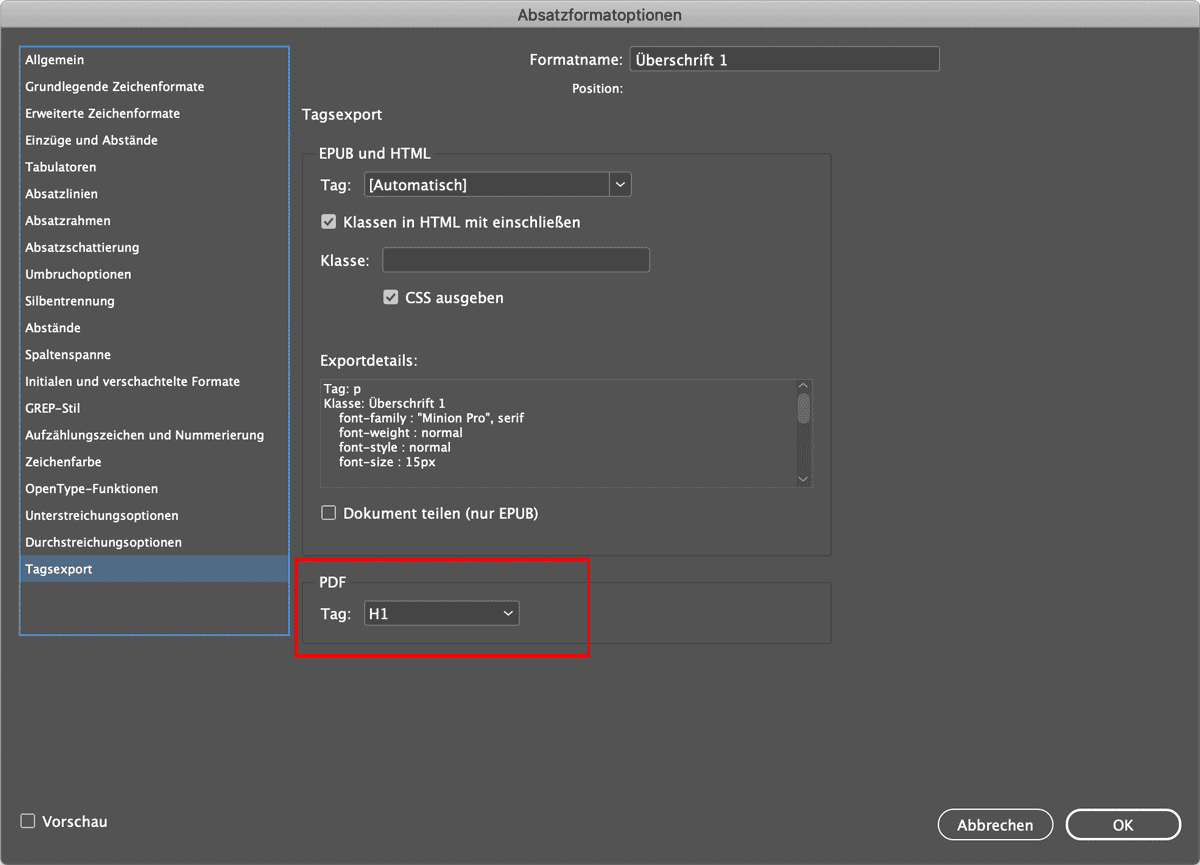 Absatzformatoptionen
Allgemein
Grundlegende Zeichenformate
Erweiterte Zeichenformate
Einzüge und Abstände
Tabulatoren
Absatzlinien
Absatzrahmen
Absatzschattierung
Umbruchoptionen
Silbentrennung
Abstände
Spaltenspanne
Initialen und verschachtelte Formate
GREP-Stil
Aufzählungszeichen und Nummerierung
Zeichenfarbe
OpenType-Funktionen
Unterstreichungsoptionen
Durchstreichungsoptionen
Tagsexport
Formatname: Überschrift 1
Position:
Tagsexport
EPUB und HTML
Tag: [Automatisch]
Klassen in HTML mit einschließen
Klasse:
CSS ausgeben
Exportdetails:
Tag: p
Klasse: Überschrift 1
font-family : "Minion Pro", serif
font-weight : normal
font-style : normal
font-size : 15px
Dokument teilen (nur EPUB)
PDF
Tag: H1
Vorschau
Abbrechen
OK